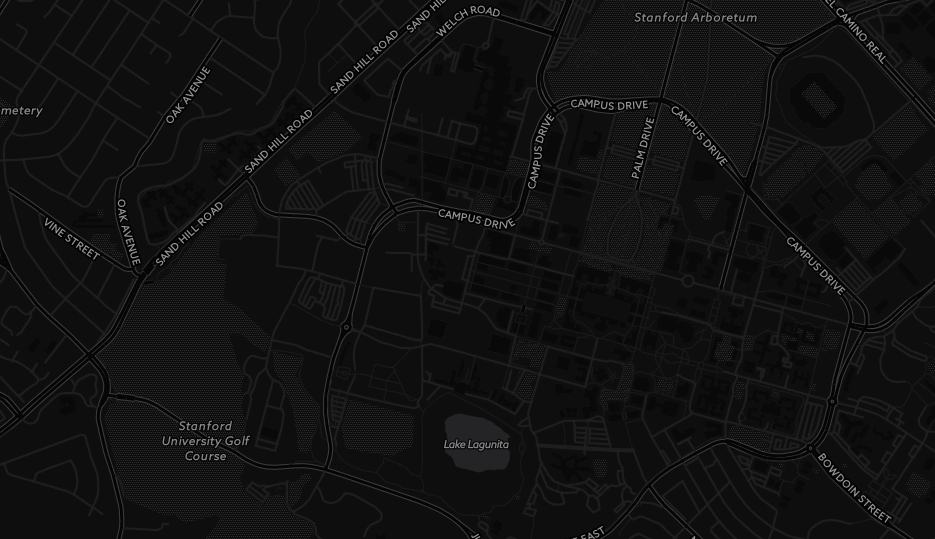 SAND HILL
WELCH ROAD
Stanford Arboretum
EL CAMINO REAL
SAND HILL ROAD
OAK AVENUE
metery
CAMPUS DRIVE
CAMPUS DRIVE
CAMPUS DRIVE
PALM DRIVE
SAND HILL ROAD
CAMPUS DRIVE
OAK AVENUE
SAND HILL ROAD
VINE STREET
CAMPUS DRIVE
Stanford
University Golf
Course
Lake Lagunita
BOWDOIN STREET
EAST